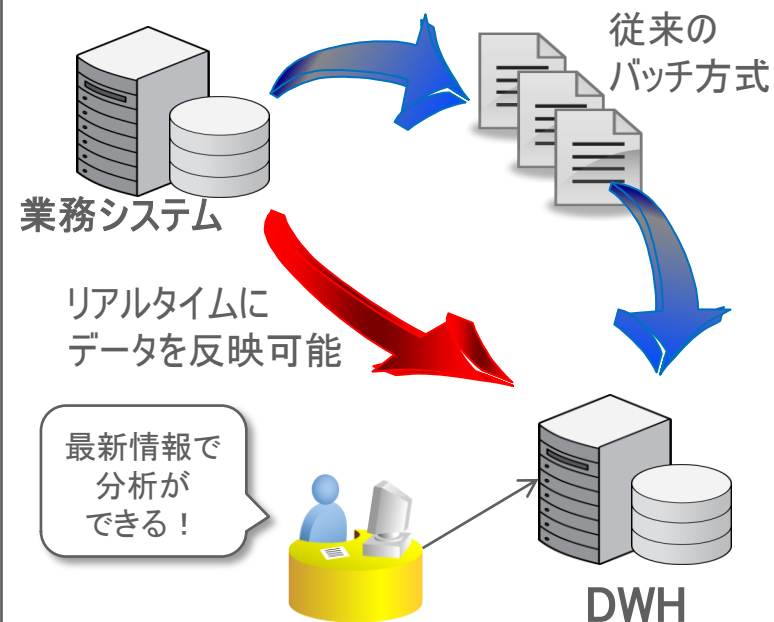 従来の
バッチ方式
業務システム
リアルタイムに
データを反映可能
最新情報で
分析が
できる！
DWH